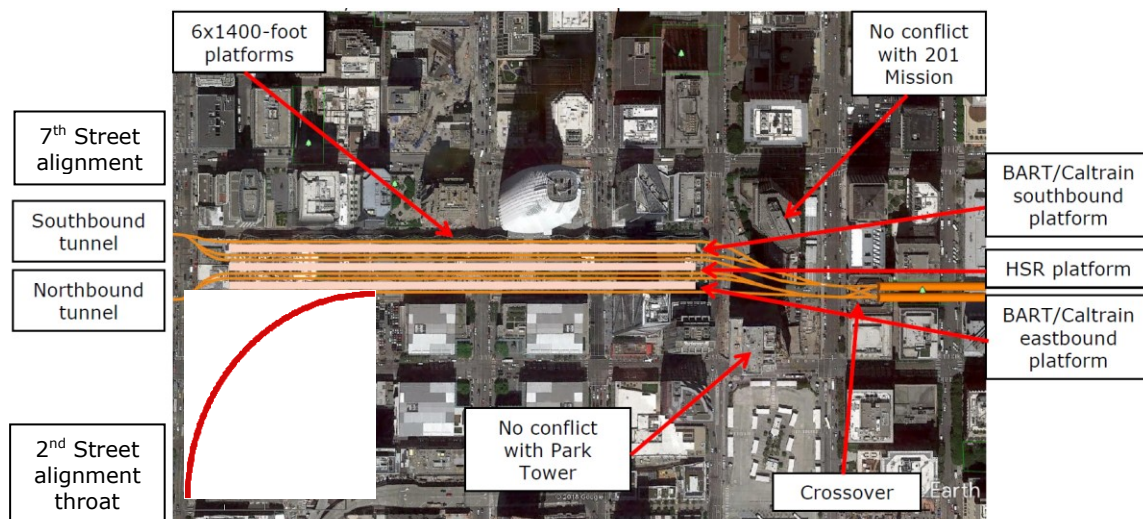 6x1400-foot
platforms
No conflict
with 201
Mission
7th Street
alignment
BART/Caltrain
southbound
platform
Southbound
tunnel
HSR platform
Northbound
tunnel
BART/Caltrain
eastbound
platform
No conflict
with Park
Tower
2nd Street
alignment
throat
Crossover
Earth